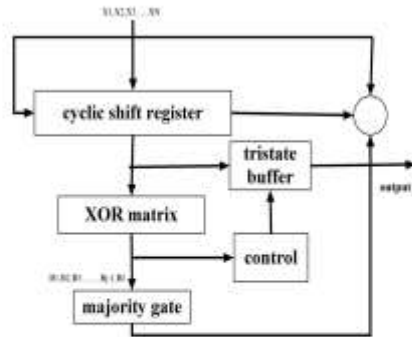 X1,X2,X3.....XN
cyclic shift register
tristate
buffer
output
XOR matrix
control
majority gate